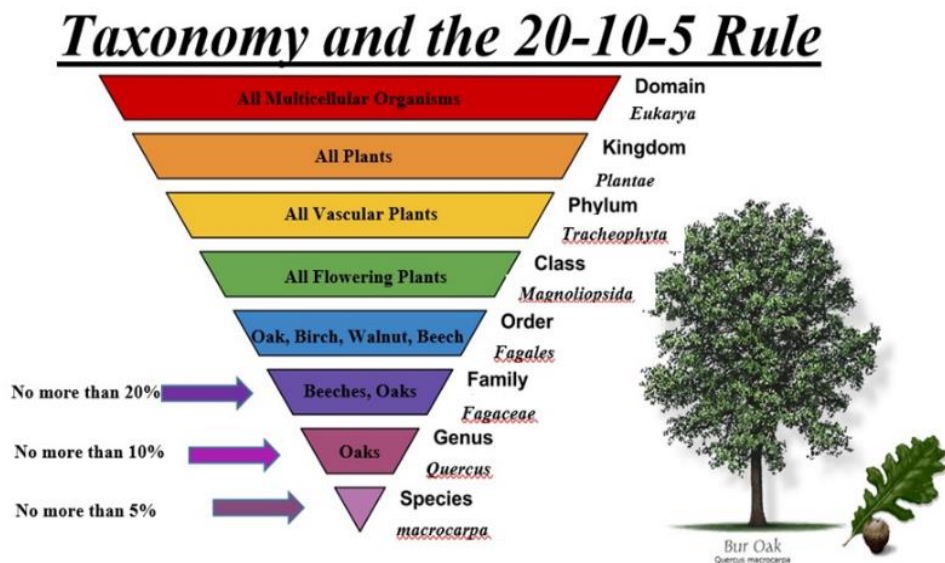 Taxonomy and the 20-10-5 Rule
All Multicellular Organisms
Domain
Eukarya
All Plants
Kingdom
Plantae
All Vascular Plants
Phylum
Tracheophyta
All Flowering Plants
Class
Magnoliopsida
Oak, Birch, Walnut, Beech
Order
Fagales
No more than 20%
Beeches, Oaks
Family
Fagaceae
No more than 10%
Oaks
Genus
Quercus
No more than 5%
Species
macrocarpa
Bur Oak
Quercus macrocarpa